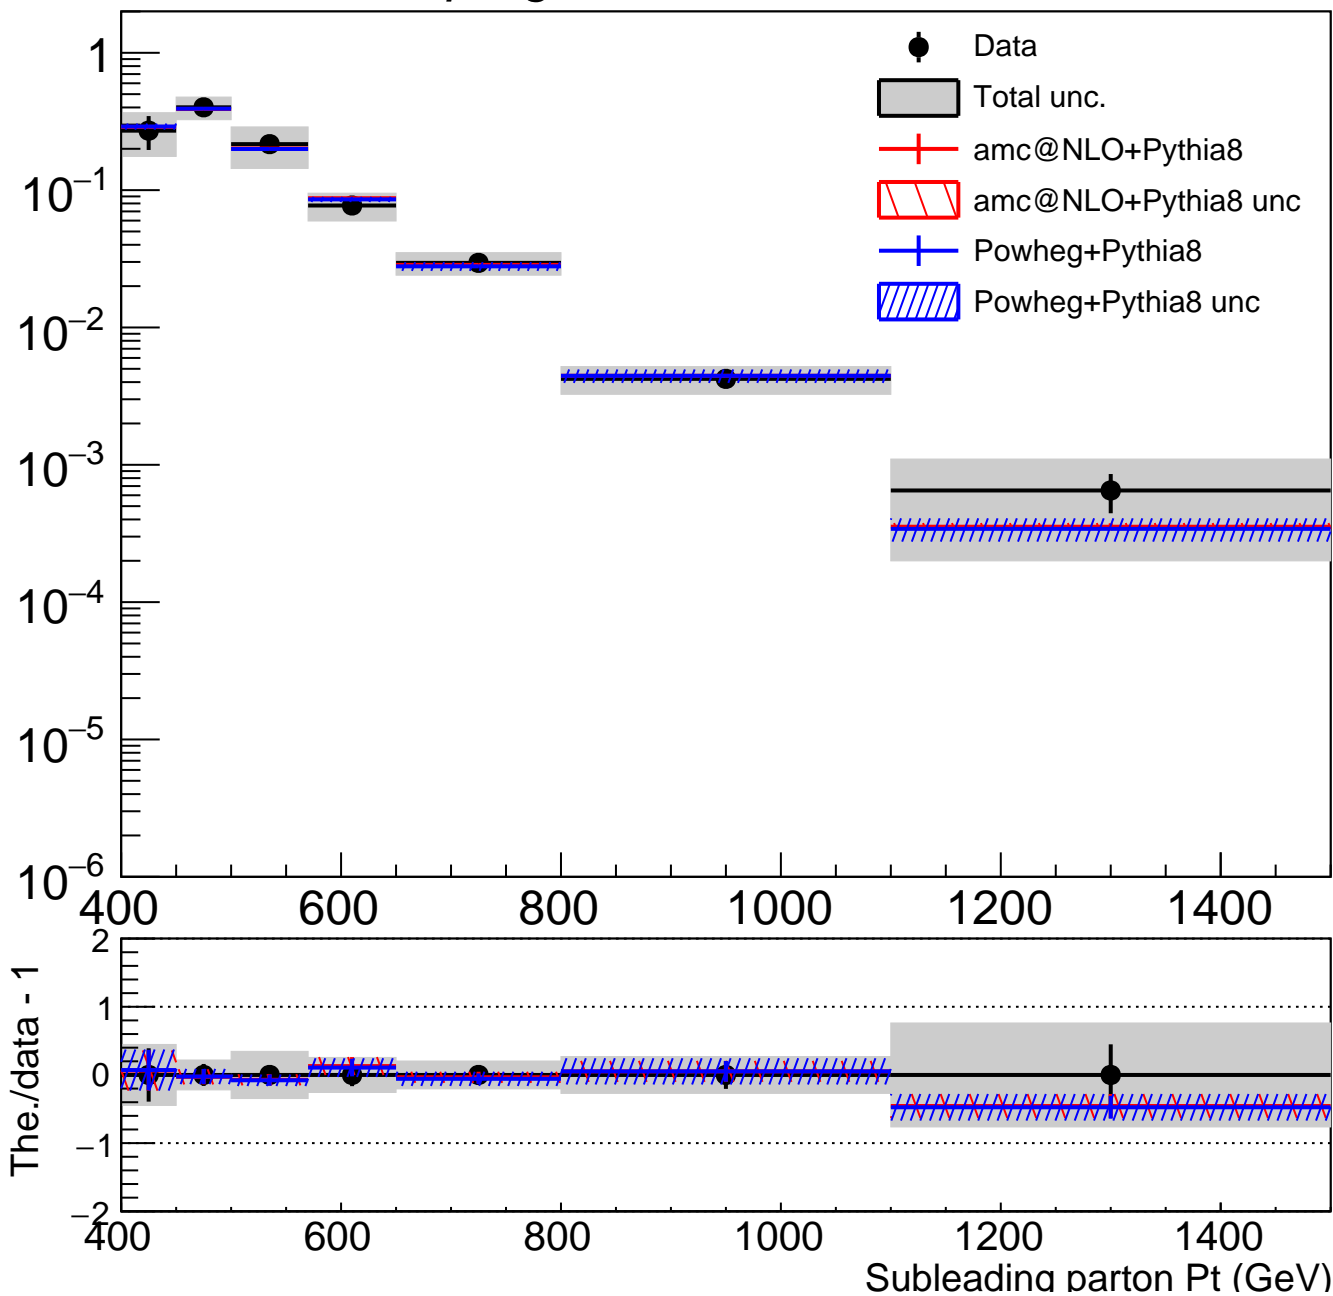 Data
Total unc.
amc@NLO+Pythia8
amc@NLO+Pythia8 unc
Powheg+Pythia8
Powheg+Pythia8 unc
1
10−1
10−2
10−3
10−4
10−5
10−6
400 600 800 1000 1200 1400
The./data - 1
2
1
0
−1
−2
400 600 800 1000 1200 1400
Subleading parton Pt (GeV)